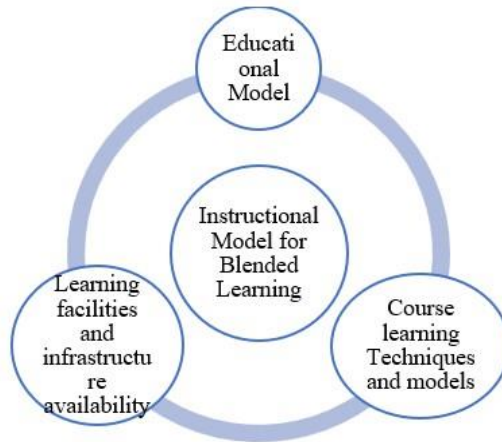 Educati
onal
Model
Instructional
Model for
Blended
Learning
Learning
facilities
and
infrastructu
re
availability
Course
learning
Techniques
and models